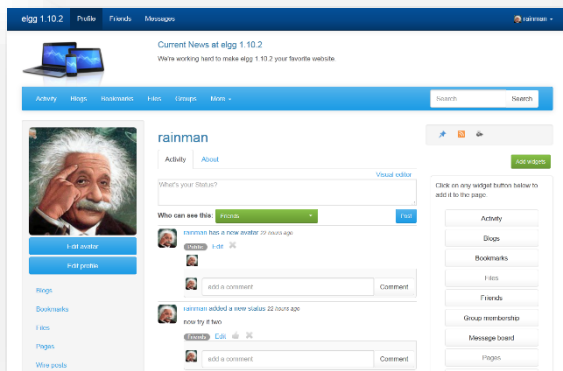 elgg 1.10.2
Profile
Friends
Messages
rainman
Current News at elgg 1.10.2
We're working hard to make elgg 1.10.2 your favorite website
Activity
Blogs
Bookmarks
Files
Groups
More
Search
Search
Edit avatar
Edit profile
Blogs
Bookmarks
Files
Pages
Wire posts
rainman
Activity
About
Visual editor
What's your Status?
Who can see this:
Friends
Post
rainman has a new avatar 22 hours ago
Public
Edit
add a comment
Comment
rainman added a new status 22 hours ago
now try it two
Friends
Edit
add a comment
Comment
Add widgets
Click on any widget button below to
add it to the page.
Activity
Blogs
Bookmarks
Files
Friends
Group membership
Message board
Pages